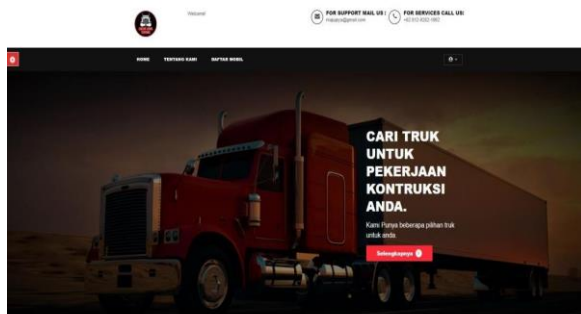 Welcome!
FOR SUPPORT MAIL US :
FOR SERVICES CALL US:
HOME TENTANG KAMI DAFTAR MOBIL
CARI TRUK
UNTUK
PEKERJAAN
KONTRUKSI
ANDA.
Kami Punya beberapa pilihan truk
untuk anda.
Selengkapnya